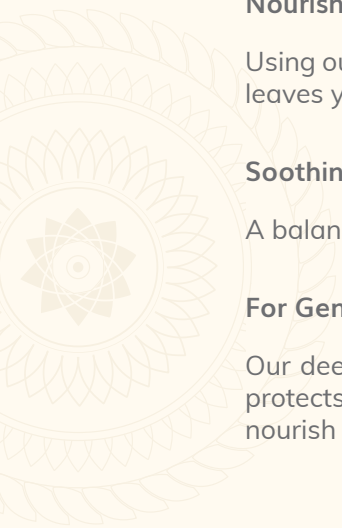 Nourish
Using ou
leaves y
Soothin
A balan
For Gen
Our dee
protects
nourish